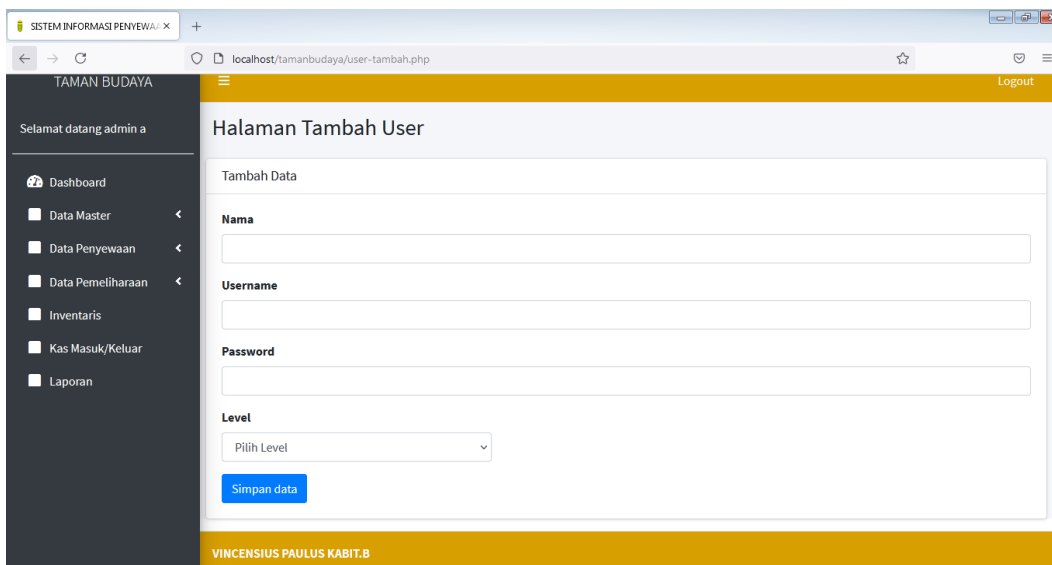 SISTEM INFORMASI PENYEWAA
localhost/tamanbudaya/user-tambah.php
TAMAN BUDAYA
Logout
Selamat datang admin a
Halaman Tambah User
Dashboard
Data Master
Data Penyewaan
Data Pemeliharaan
Inventaris
Kas Masuk/Keluar
Laporan
Tambah Data
Nama
Username
Password
Level
Pilih Level
Simpan data
VINCENSIUS PAULUS KABIT.B